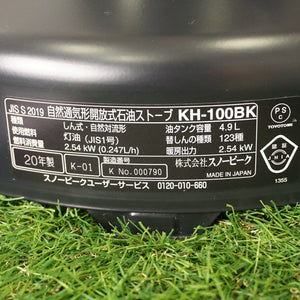 JIS S 2019 自然通気形開放式石油ストーブ KH-100BK
種類 しん式・自然対流形 油タンク容量 4.9 L
使用燃料 灯油 (JIS1号) 替しんの種類 123種
燃料消費量 2.54 kW (0.247L/h) 暖房出力 2.54 kW
20年製 K-01 製造番号 K No.000790 株式会社スノーピーク
MADE IN JAPAN
スノーピークユーザーサービス 0120-010-660
PSC
TOYOTOMI
1355